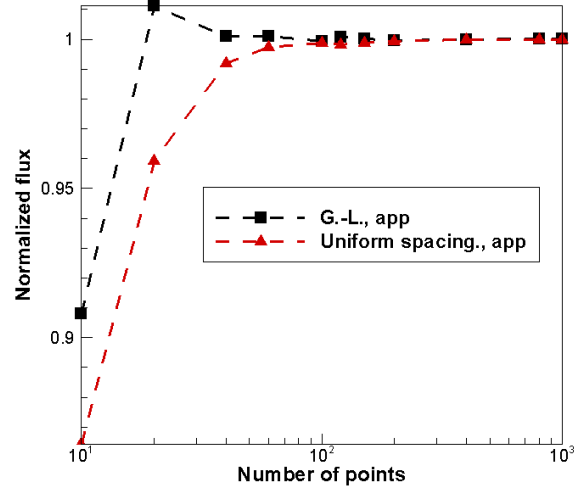 1
0.95
0.9
Normalized flux
G.-L., app
Uniform spacing., app
10¹
10²
10³
Number of points